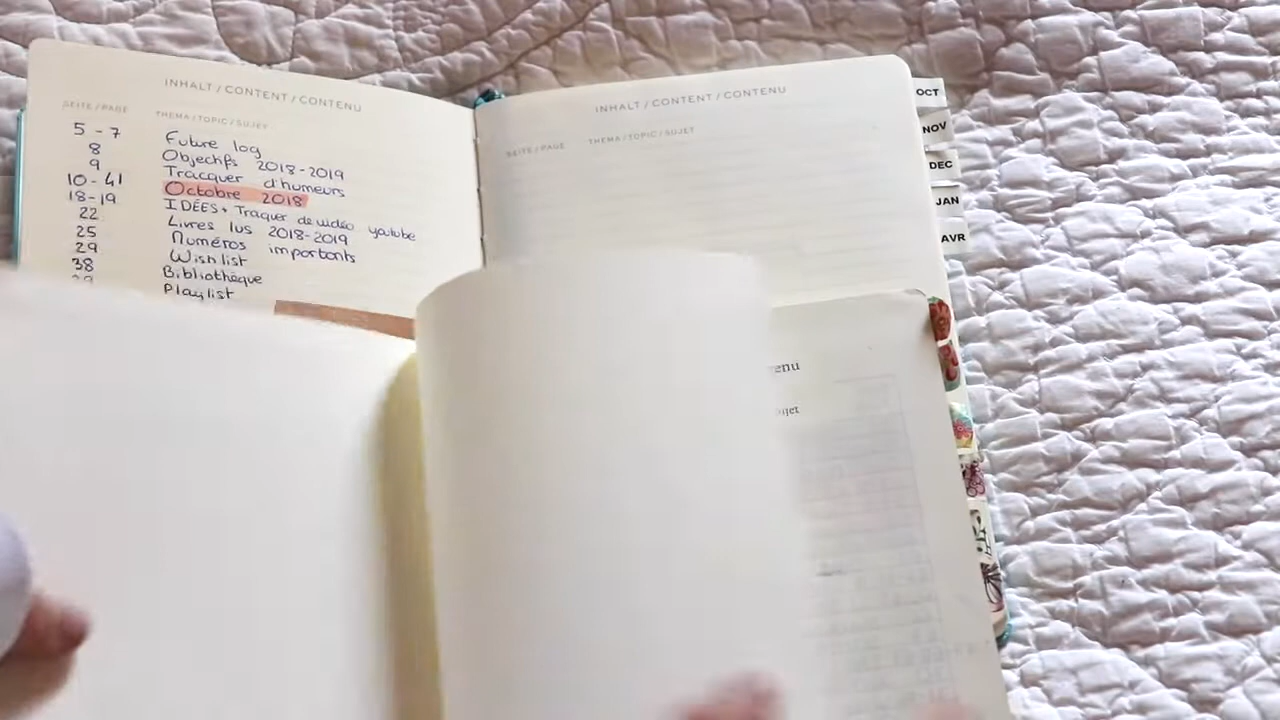 INHALT / CONTENT / CONTENU
SEITE / PAGE THEMA / TOPIC / SUJET
5 - 7 Future log
8 Objectifs 2018-2019
9 Tracquer d'humeurs
10-41 Octobre 2018
18-19 IDÉES + Traquer de vidéo youtube
22 Livres lus 2018-2019
25 Numéros importants
29 Wishlist
38 Bibliothèque
Playlist
INHALT / CONTENT / CONTENU
SEITE / PAGE THEMA / TOPIC / SUJET
OCT
NOV
DEC
JAN
AVR
enu
ujet